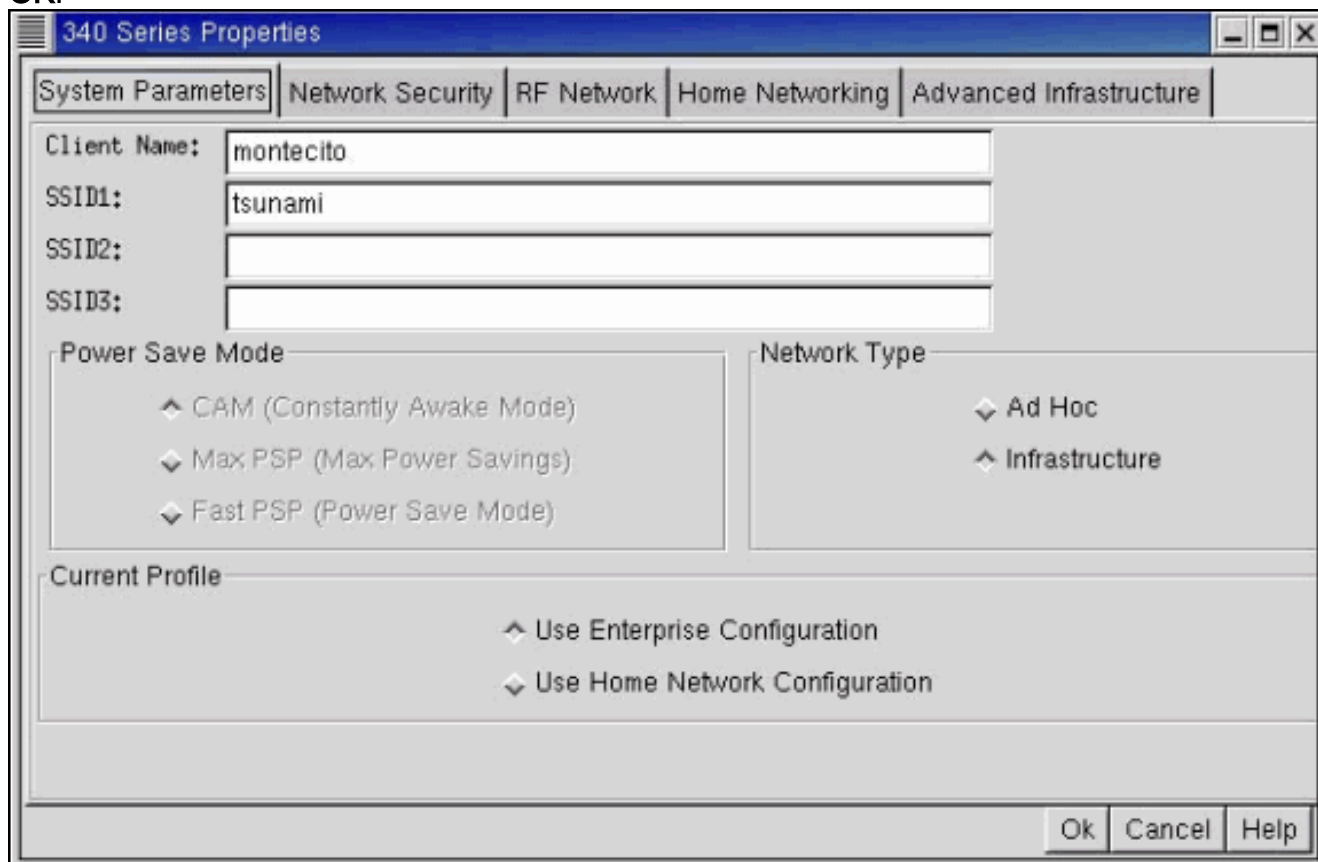 OK.
340 Series Properties
System Parameters Network Security RF Network Home Networking Advanced Infrastructure
Client Name: montecito
SSID1: tsunami
SSID2:
SSID3:
Power Save Mode Network Type
CAM (Constantly Awake Mode) Ad Hoc
Max PSP (Max Power Savings) Infrastructure
Fast PSP (Power Save Mode)
Current Profile
Use Enterprise Configuration
Use Home Network Configuration
Ok Cancel Help